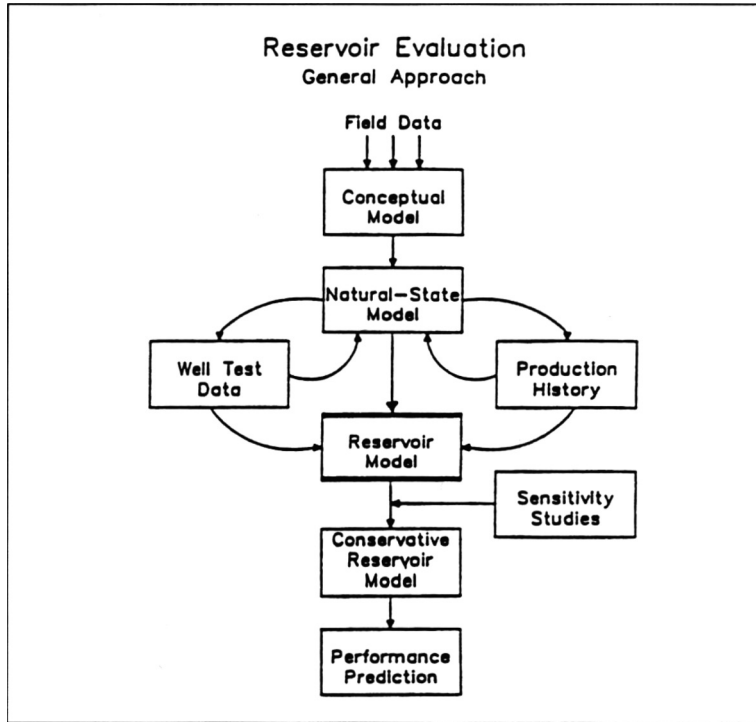 Reservoir Evaluation
General Approach
Field Data
Conceptual
Model
Natural-State
Model
Well Test
Data
Production
History
Reservoir
Model
Sensitivity
Studies
Conservative
Reservoir
Model
Performance
Prediction